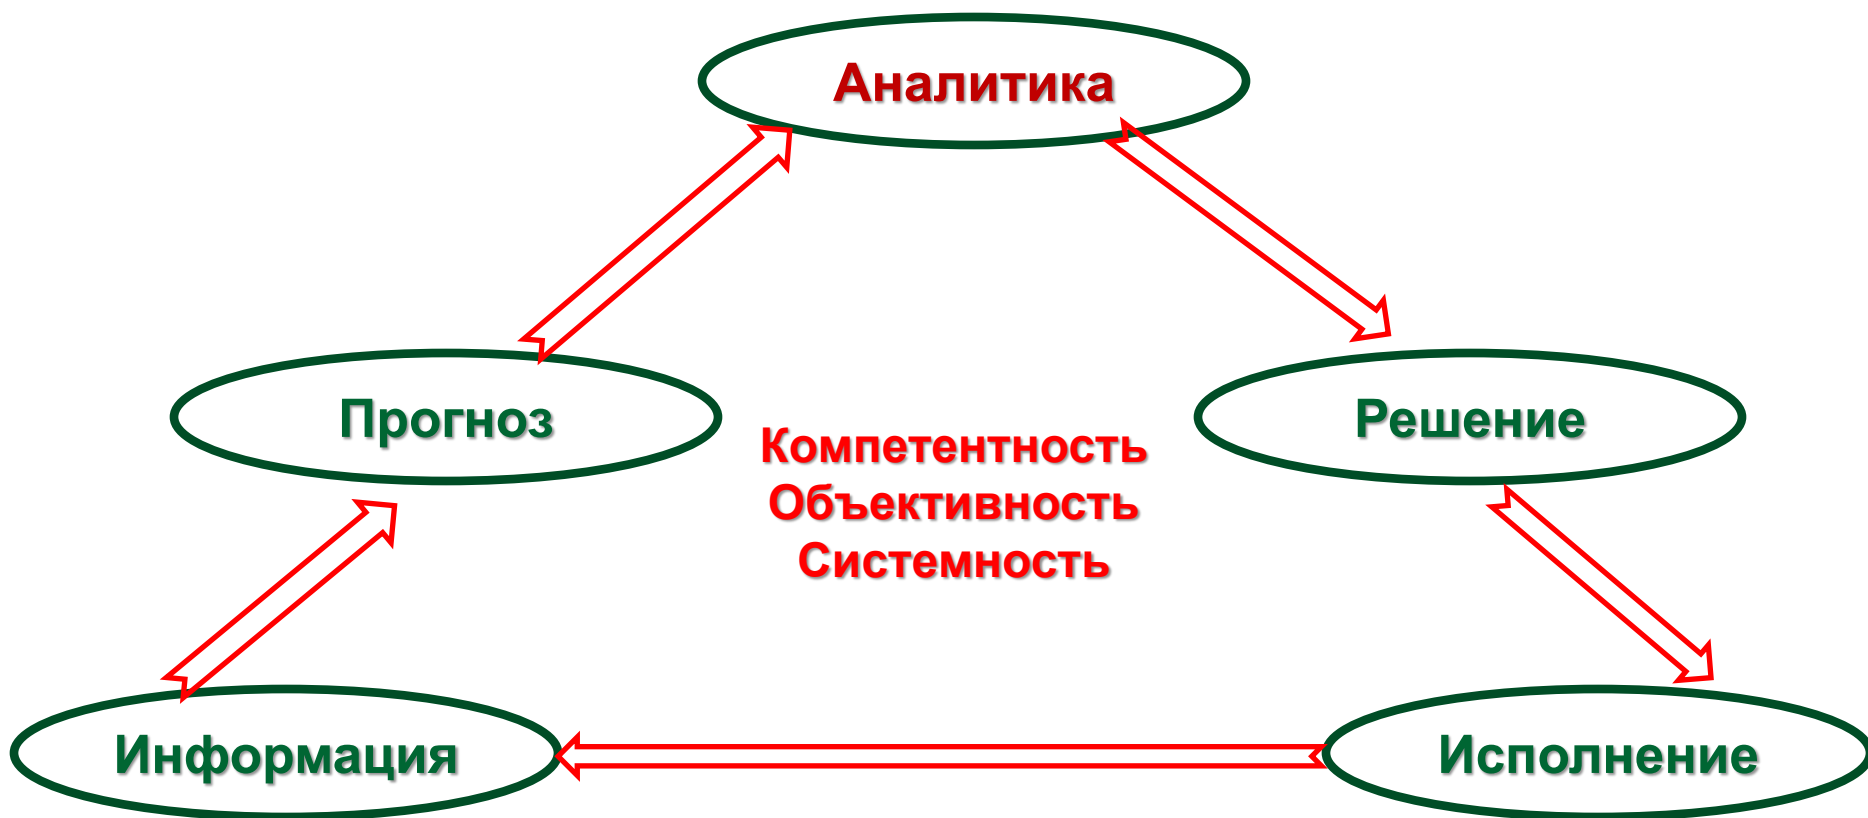 Аналитика
Прогноз
Решение
Компетентность
Объективность
Системность
Информация
Исполнение